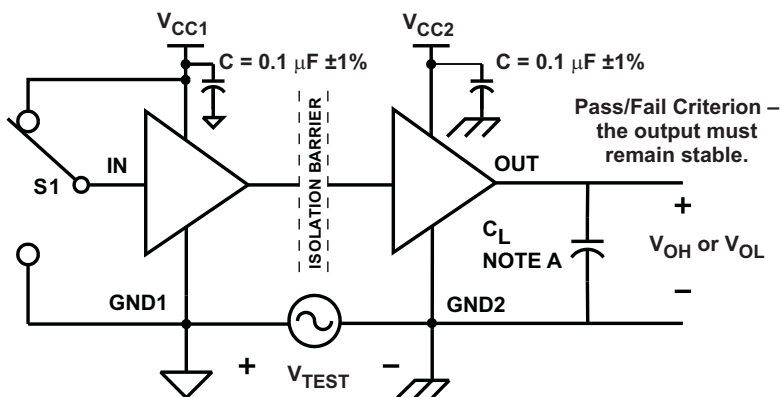 VCC1
VCC2
C = 0.1 μF ±1%
C = 0.1 μF ±1%
Pass/Fail Criterion –
the output must
remain stable.
ISOLATION BARRIER
IN
OUT
S1
CL
NOTE A
+
VOH or VOL
–
GND1
GND2
+
VTEST
–